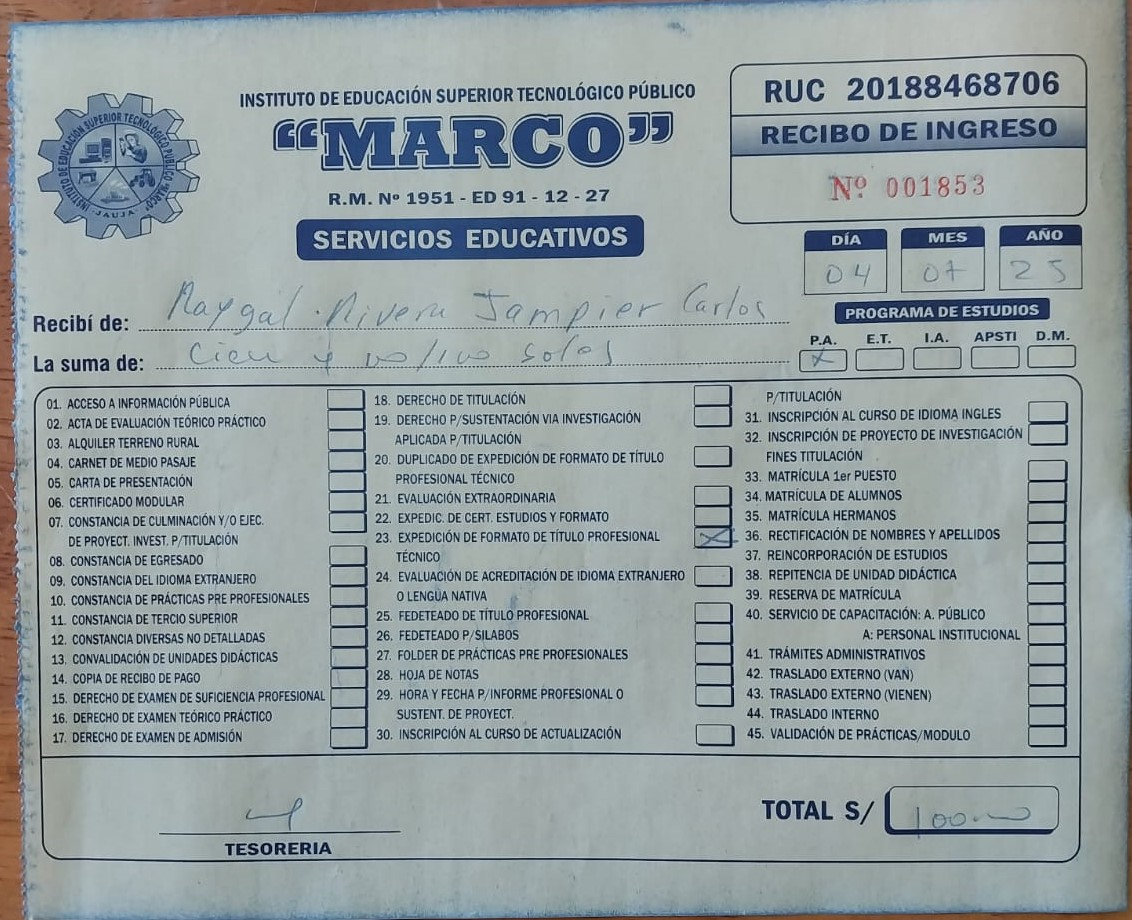 INSTITUTO DE EDUCACIÓN SUPERIOR TECNOLÓGICO PÚBLICO "MARCO"
- JAUJA -
INSTITUTO DE EDUCACIÓN SUPERIOR TECNOLÓGICO PÚBLICO
“MARCO”
R.M. Nº 1951 - ED 91 - 12 - 27
SERVICIOS EDUCATIVOS
RUC 20188468706
RECIBO DE INGRESO
Nº 001853
DÍA MES AÑO
04 07 25
Recibí de: Raygal Rivera Jampier Carlos
La suma de: Cien y 00/100 soles
PROGRAMA DE ESTUDIOS
P.A. E.T. I.A. APSTI D.M.
X
01. ACCESO A INFORMACIÓN PÚBLICA
02. ACTA DE EVALUACIÓN TEÓRICO PRÁCTICO
03. ALQUILER TERRENO RURAL
04. CARNET DE MEDIO PASAJE
05. CARTA DE PRESENTACIÓN
06. CERTIFICADO MODULAR
07. CONSTANCIA DE CULMINACIÓN Y/O EJEC.
DE PROYECT. INVEST. P/TITULACIÓN
08. CONSTANCIA DE EGRESADO
09. CONSTANCIA DEL IDIOMA EXTRANJERO
10. CONSTANCIA DE PRÁCTICAS PRE PROFESIONALES
11. CONSTANCIA DE TERCIO SUPERIOR
12. CONSTANCIA DIVERSAS NO DETALLADAS
13. CONVALIDACIÓN DE UNIDADES DIDÁCTICAS
14. COPIA DE RECIBO DE PAGO
15. DERECHO DE EXAMEN DE SUFICIENCIA PROFESIONAL
16. DERECHO DE EXAMEN TEÓRICO PRÁCTICO
17. DERECHO DE EXAMEN DE ADMISIÓN
18. DERECHO DE TITULACIÓN
19. DERECHO P/SUSTENTACIÓN VIA INVESTIGACIÓN
APLICADA P/TITULACIÓN
20. DUPLICADO DE EXPEDICIÓN DE FORMATO DE TÍTULO
PROFESIONAL TÉCNICO
21. EVALUACIÓN EXTRAORDINARIA
22. EXPEDIC. DE CERT. ESTUDIOS Y FORMATO
23. EXPEDICIÓN DE FORMATO DE TÍTULO PROFESIONAL X
TÉCNICO
24. EVALUACIÓN DE ACREDITACIÓN DE IDIOMA EXTRANJERO
O LENGUA NATIVA
25. FEDETEADO DE TÍTULO PROFESIONAL
26. FEDETEADO P/SILABOS
27. FOLDER DE PRÁCTICAS PRE PROFESIONALES
28. HOJA DE NOTAS
29. HORA Y FECHA P/INFORME PROFESIONAL O
SUSTENT. DE PROYECT.
30. INSCRIPCIÓN AL CURSO DE ACTUALIZACIÓN
P/TITULACIÓN
31. INSCRIPCIÓN AL CURSO DE IDIOMA INGLES
32. INSCRIPCIÓN DE PROYECTO DE INVESTIGACIÓN
FINES TITULACIÓN
33. MATRÍCULA 1er PUESTO
34. MATRÍCULA DE ALUMNOS
35. MATRÍCULA HERMANOS
36. RECTIFICACIÓN DE NOMBRES Y APELLIDOS
37. REINCORPORACIÓN DE ESTUDIOS
38. REPITENCIA DE UNIDAD DIDÁCTICA
39. RESERVA DE MATRÍCULA
40. SERVICIO DE CAPACITACIÓN: A. PÚBLICO
A: PERSONAL INSTITUCIONAL
41. TRÁMITES ADMINISTRATIVOS
42. TRASLADO EXTERNO (VAN)
43. TRASLADO EXTERNO (VIENEN)
44. TRASLADO INTERNO
45. VALIDACIÓN DE PRÁCTICAS/MODULO
TESORERIA
TOTAL S/ 100.00